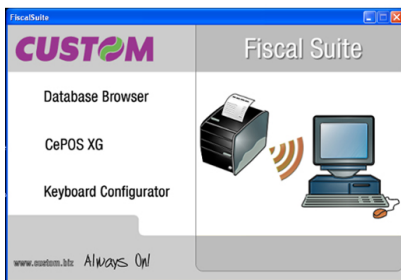 FiscalSuite
CUSTOM
Fiscal Suite
Database Browser
CePOS XG
Keyboard Configurator
www.custom.biz Always On!